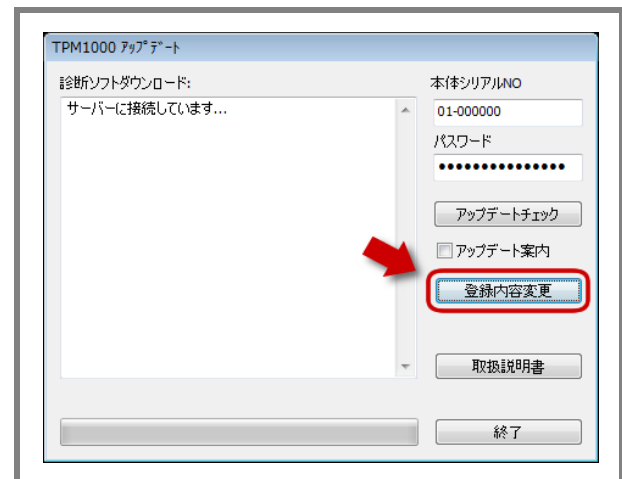 TPM1000 ｱｯﾌﾟﾃﾞｰﾄ
診断ソフトダウンロード:
サーバーに接続しています...
本体シリアルNO
01-000000
パスワード
●●●●●●●●●●●●●●●
アップデートチェック
アップデート案内
登録内容変更
取扱説明書
終了